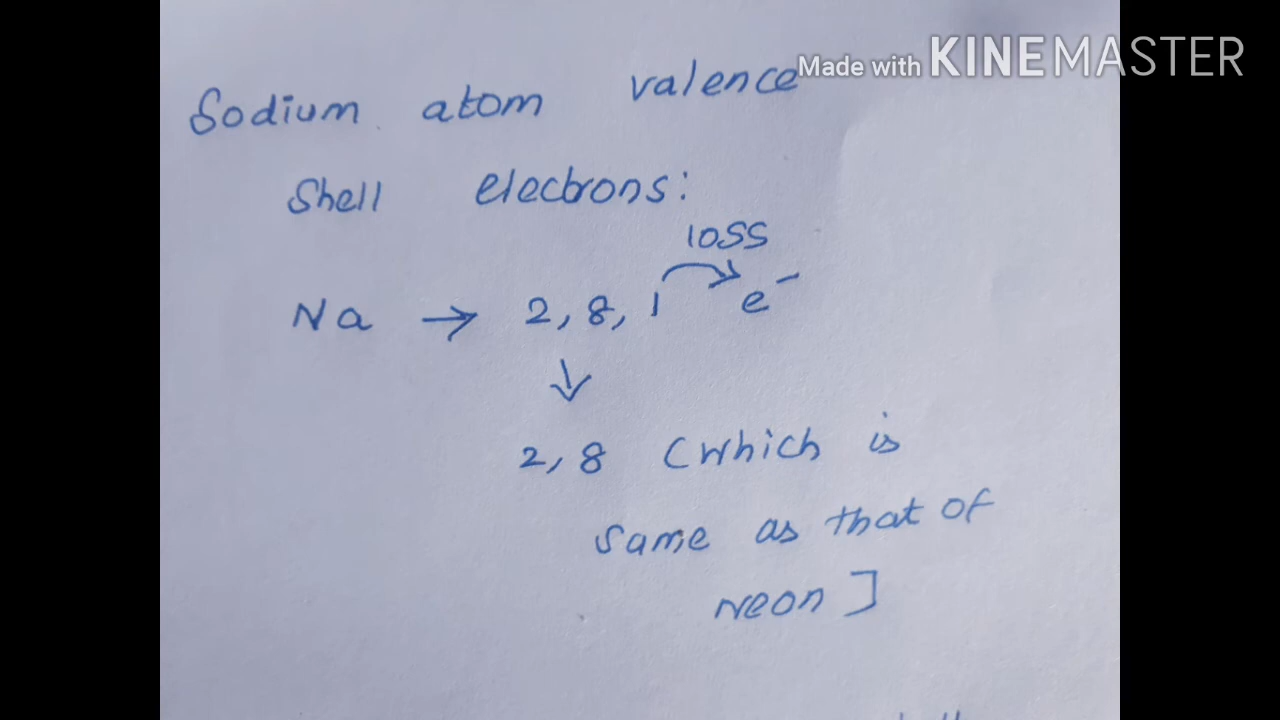 Made with KINEMASTER
Sodium atom valence
Shell electrons:
loss
Na → 2, 8, 1 e⁻
↓
2, 8 (which is
same as that of
neon]